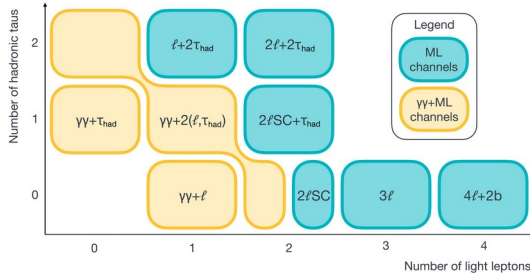 Number of hadronic taus
2
1
0
ℓ+2τhad
2ℓ+2τhad
γγ+τhad
γγ+2(ℓ,τhad)
2ℓSC+τhad
γγ+ℓ
2ℓSC
3ℓ
4ℓ+2b
Legend
ML
channels
γγ+ML
channels
0
1
2
3
4
Number of light leptons